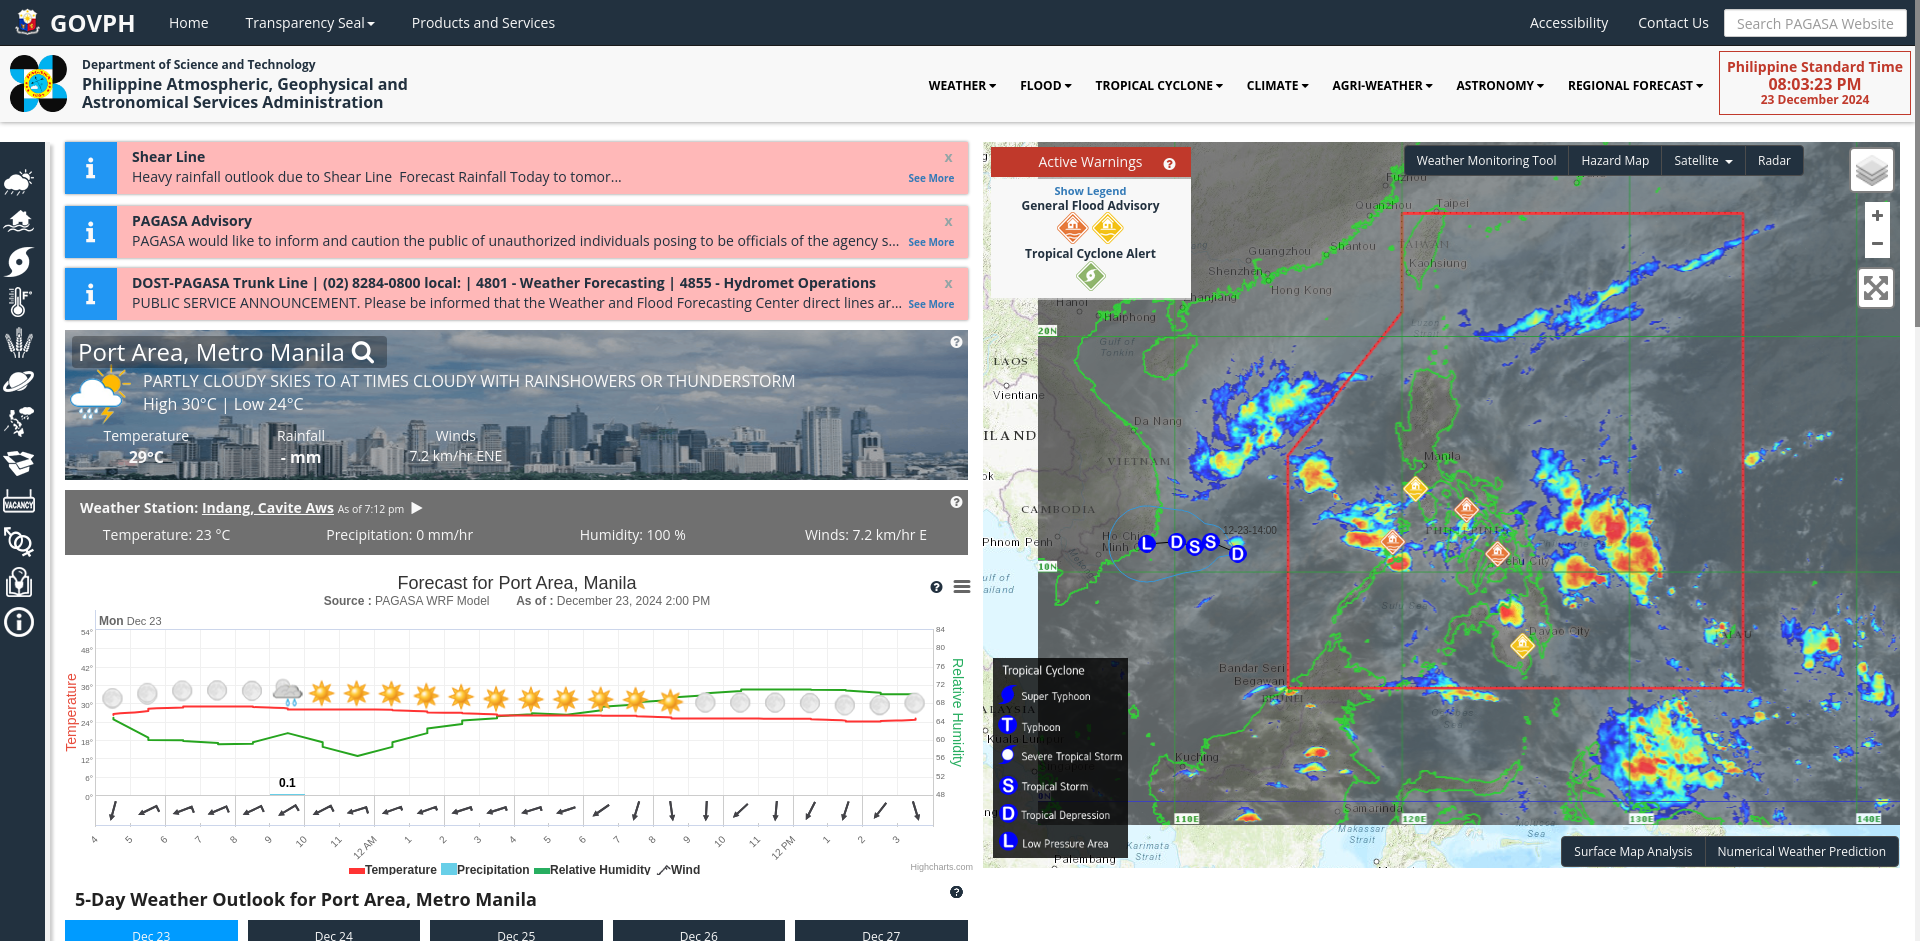 GOVPH
Home
Transparency Seal
Products and Services
Accessibility
Contact Us
Search PAGASA Website
Department of Science and Technology
Philippine Atmospheric, Geophysical and
Astronomical Services Administration
WEATHER
FLOOD
TROPICAL CYCLONE
CLIMATE
AGRI-WEATHER
ASTRONOMY
REGIONAL FORECAST
Philippine Standard Time
08:03:23 PM
23 December 2024
Shear Line
x
Heavy rainfall outlook due to Shear Line Forecast Rainfall Today to tomor...
See More
PAGASA Advisory
x
PAGASA would like to inform and caution the public of unauthorized individuals posing to be officials of the agency s...
See More
DOST-PAGASA Trunk Line | (02) 8284-0800 local: | 4801 - Weather Forecasting | 4855 - Hydromet Operations
x
PUBLIC SERVICE ANNOUNCEMENT. Please be informed that the Weather and Flood Forecasting Center direct lines ar...
See More
VACANCY
Port Area, Metro Manila
PARTLY CLOUDY SKIES TO AT TIMES CLOUDY WITH RAINSHOWERS OR THUNDERSTORM
High 30°C | Low 24°C
Temperature
Rainfall
Winds
29°C
- mm
7.2 km/hr ENE
Weather Station: Indang, Cavite Aws As of 7:12 pm
Temperature: 23 °C
Precipitation: 0 mm/hr
Humidity: 100 %
Winds: 7.2 km/hr E
Forecast for Port Area, Manila
Source : PAGASA WRF Model As of : December 23, 2024 2:00 PM
Mon Dec 23
Temperature
54°
48°
42°
36°
30°
24°
18°
12°
6°
0°
84
80
76
72
68
64
60
56
52
48
Relative Humidity
0.1
4
5
6
7
8
9
10
11
12 AM
1
2
3
4
5
6
7
8
9
10
11
12 PM
1
2
3
Temperature
Precipitation
Relative Humidity
Wind
Highcharts.com
5-Day Weather Outlook for Port Area, Metro Manila
Dec 23
Dec 24
Dec 25
Dec 26
Dec 27
Active Warnings
Show Legend
General Flood Advisory
Tropical Cyclone Alert
Weather Monitoring Tool
Hazard Map
Satellite
Radar
+
−
Fuzhou
Quanzhou
Taipei
TAIWAN
Kaohsiung
Guangzhou
Shantou
Shenzhen
Hong Kong
Zhanjiang
Hanoi
Haiphong
20N
Gulf of
Tonkin
Luzon
Strait
LAOS
Vientiane
Da Nang
VIETNAM
CAMBODIA
Phnom Penh
Ho Chi
Minh
Manila
PHILIPPINES
Cebu City
Davao City
PALAU
12-23-14:00
L
D
S
S
D
10N
Bandar Seri
Begawan
BRUNEI
Kuching
Samarinda
110E
120E
130E
140E
Makassar
Strait
Karimata
Strait
Palembang
Tropical Cyclone
Super Typhoon
T Typhoon
Severe Tropical Storm
S Tropical Storm
D Tropical Depression
L Low Pressure Area
Surface Map Analysis
Numerical Weather Prediction